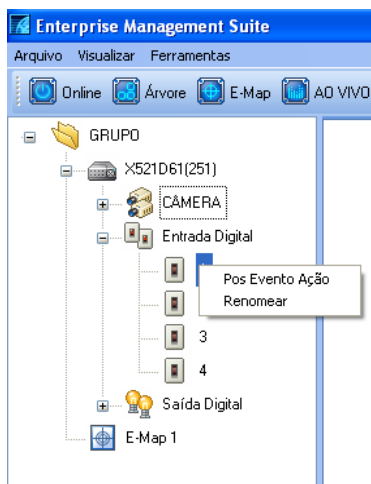 Enterprise Management Suite
Arquivo Visualizar Ferramentas
Online Árvore E-Map AO VIVO
GRUPO
X521D61(251)
CÂMERA
Entrada Digital
Pos Evento Ação
Renomear
3
4
Saída Digital
E-Map 1